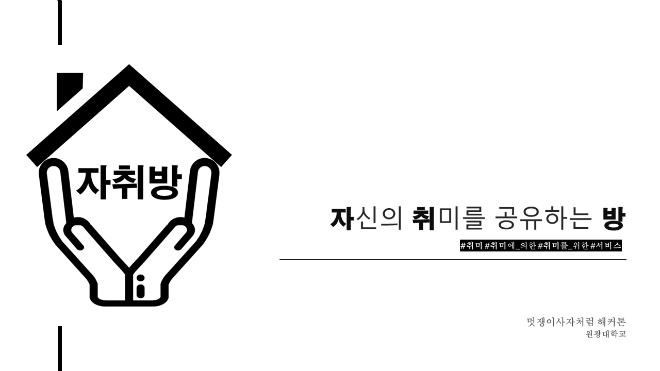 자취방
자신의 취미를 공유하는 방
#취미#취미에_의한#취미를_위한#서비스
멋쟁이사자처럼 해커톤
원광대학교